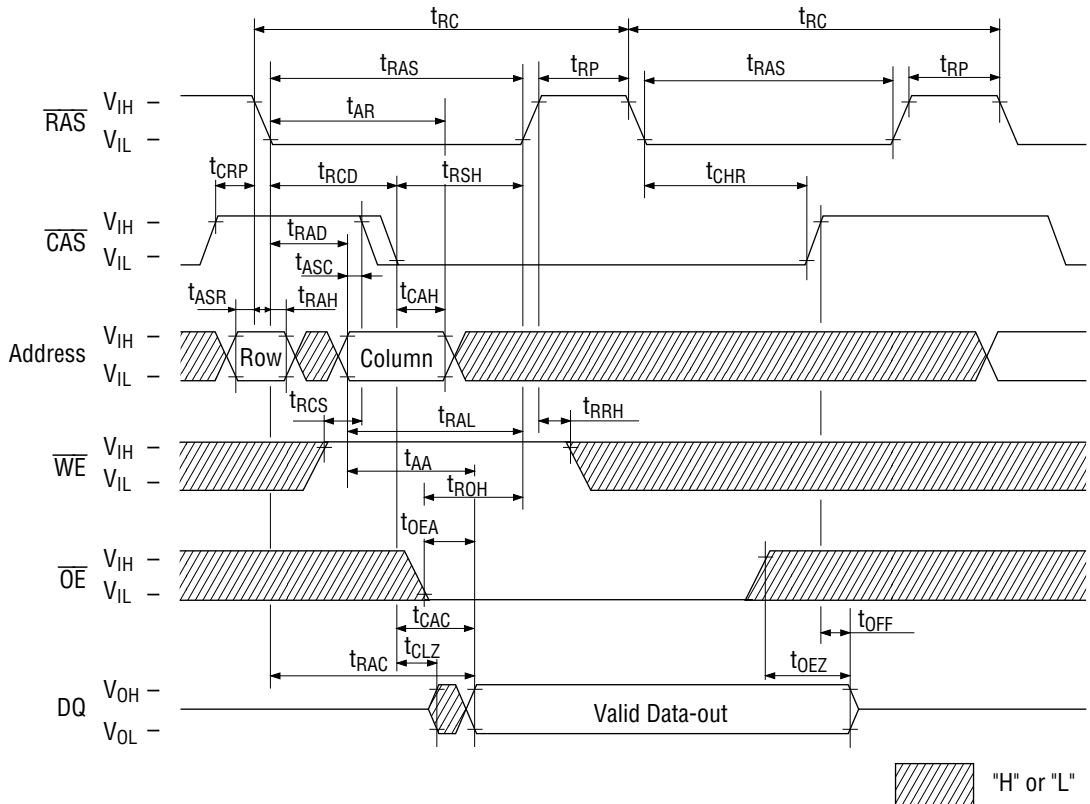 tRC tRC
tRAS tRP tRAS tRP
RAS VIH VIL
tAR
tCRP tRCD tRSH tCHR
CAS VIH VIL
tRAD
tASC
tASR tRAH tCAH
Address VIH VIL Row Column
tRCS tRAL tRRH
WE VIH VIL
tAA
tROH
tOEA
OE VIH VIL
tCAC tOFF
tRAC tCLZ tOEZ
DQ VOH VOL Valid Data-out
"H" or "L"